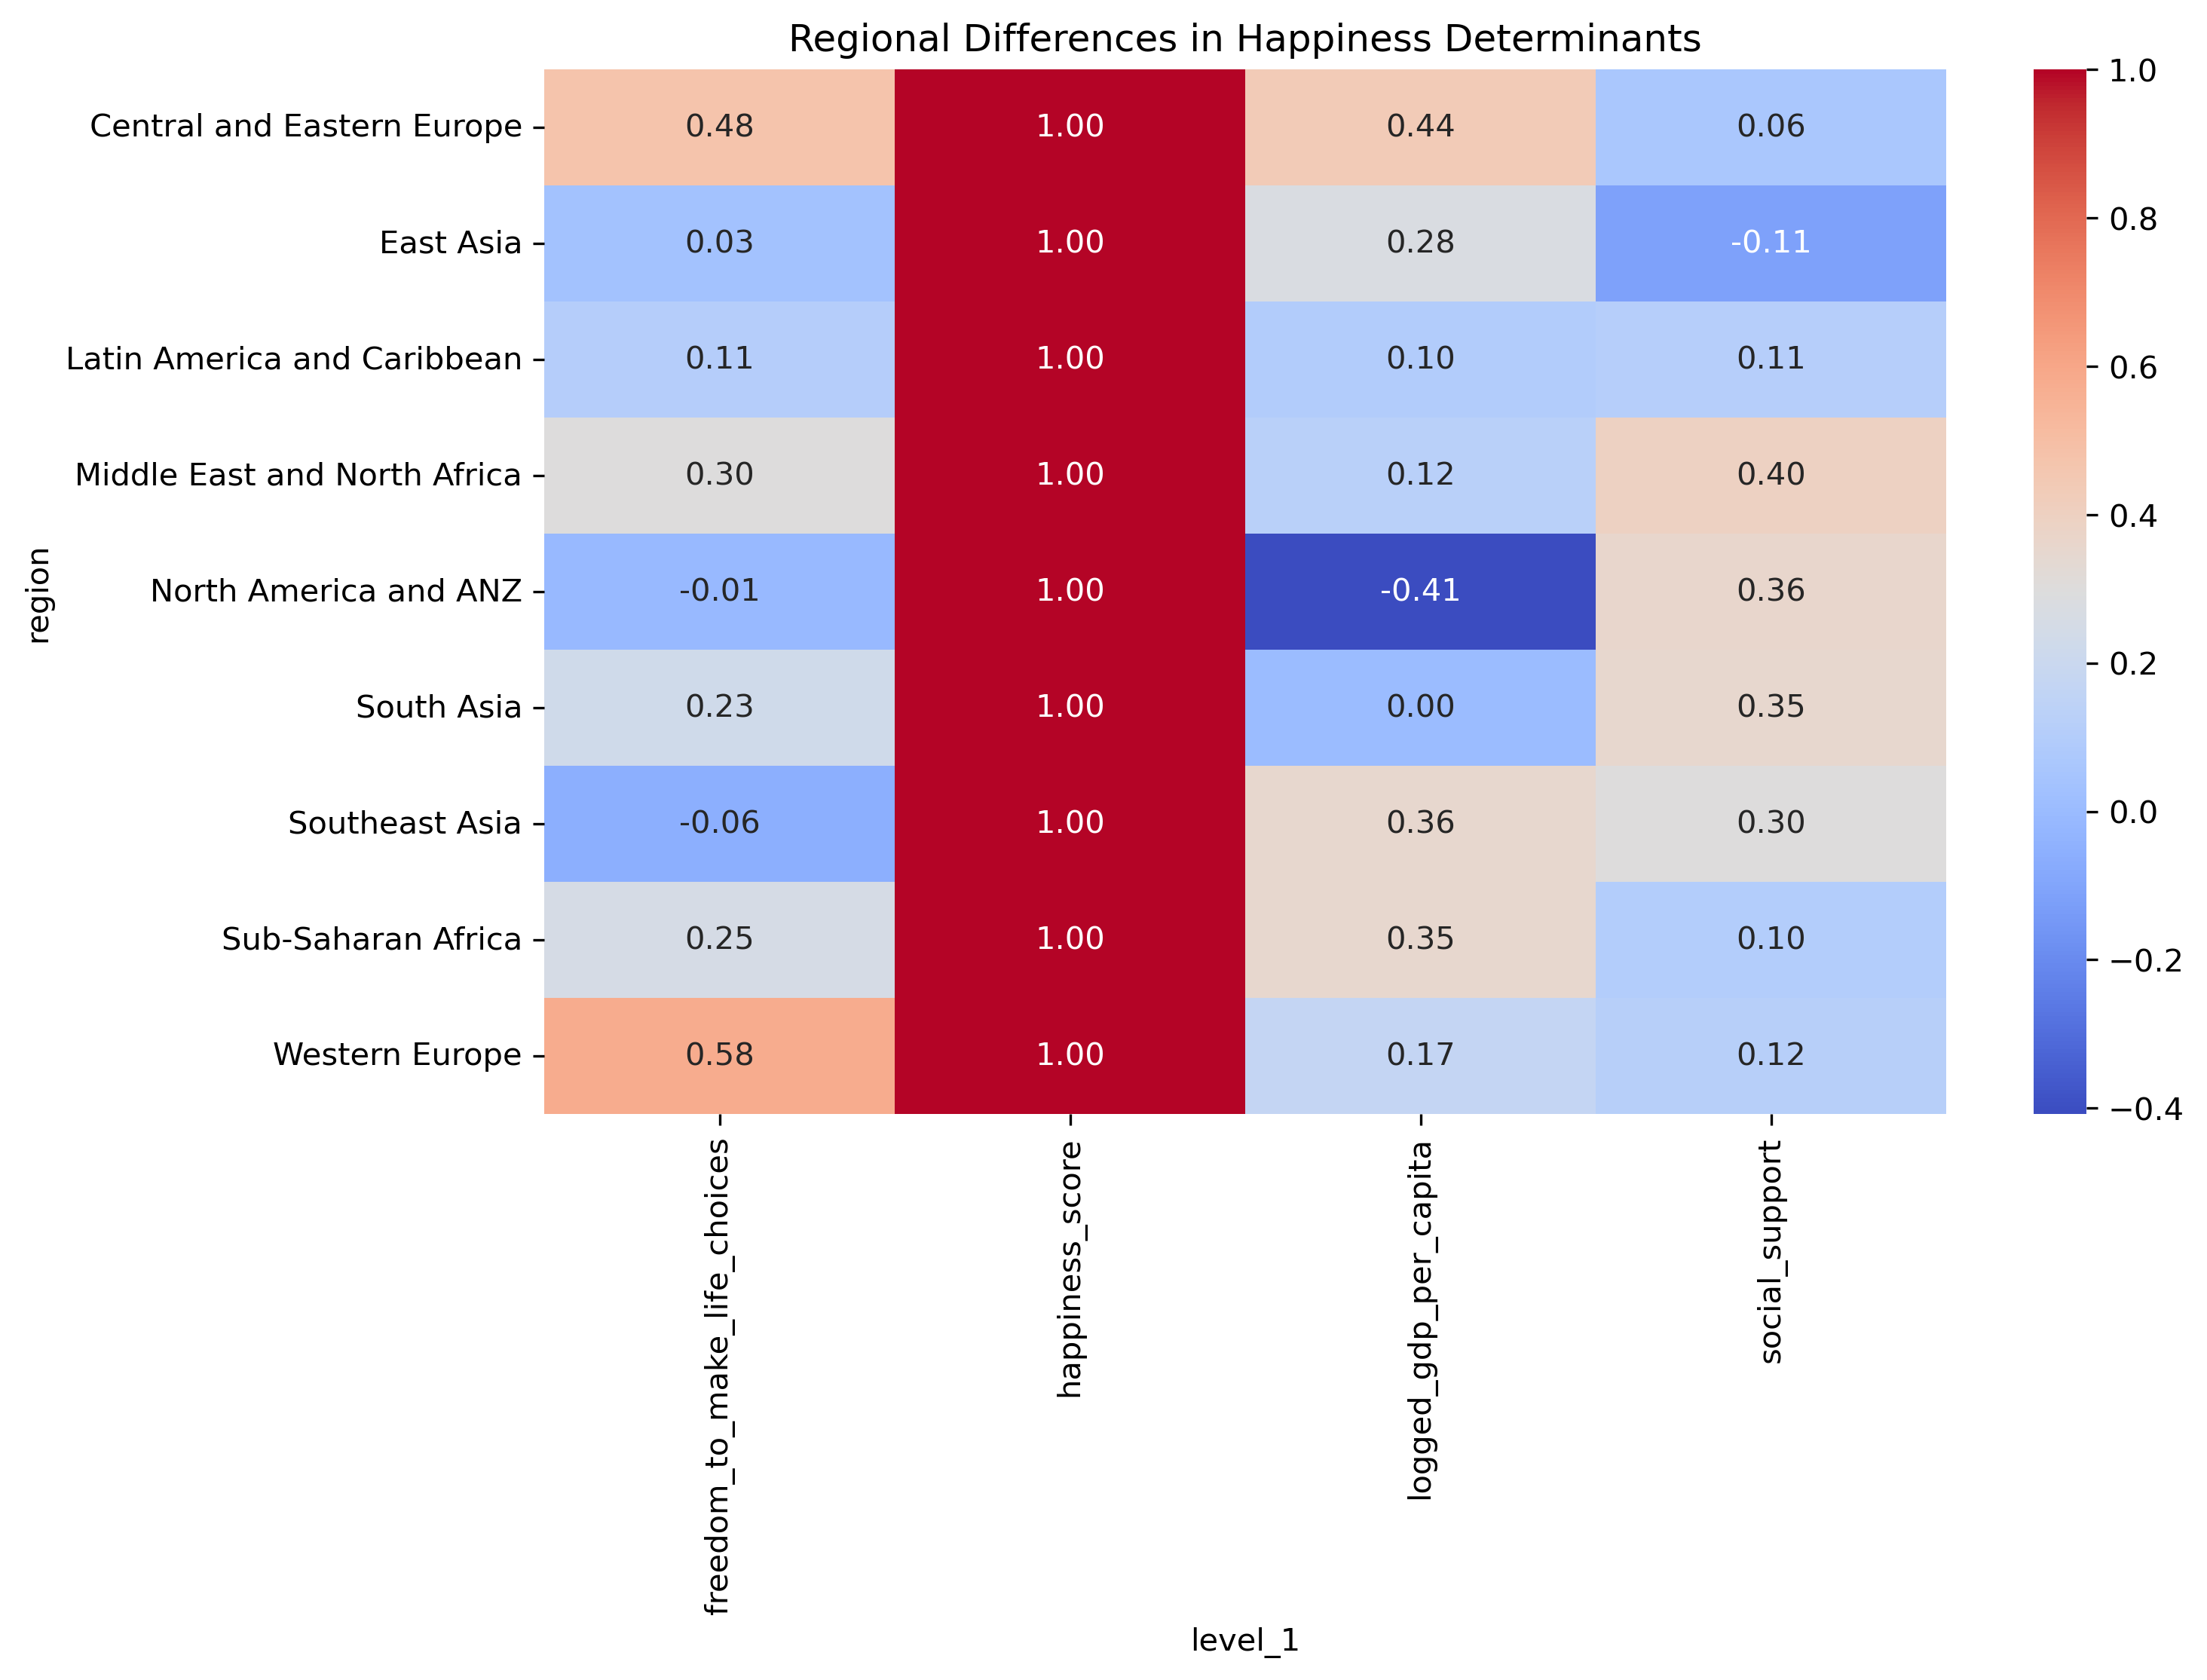 Regional Differences in Happiness Determinants
Central and Eastern Europe 0.48 1.00 0.44 0.06
East Asia 0.03 1.00 0.28 -0.11
Latin America and Caribbean 0.11 1.00 0.10 0.11
Middle East and North Africa 0.30 1.00 0.12 0.40
North America and ANZ -0.01 1.00 -0.41 0.36
South Asia 0.23 1.00 0.00 0.35
Southeast Asia -0.06 1.00 0.36 0.30
Sub-Saharan Africa 0.25 1.00 0.35 0.10
Western Europe 0.58 1.00 0.17 0.12
region
freedom_to_make_life_choices
happiness_score
logged_gdp_per_capita
social_support
level_1
1.0
0.8
0.6
0.4
0.2
0.0
−0.2
−0.4